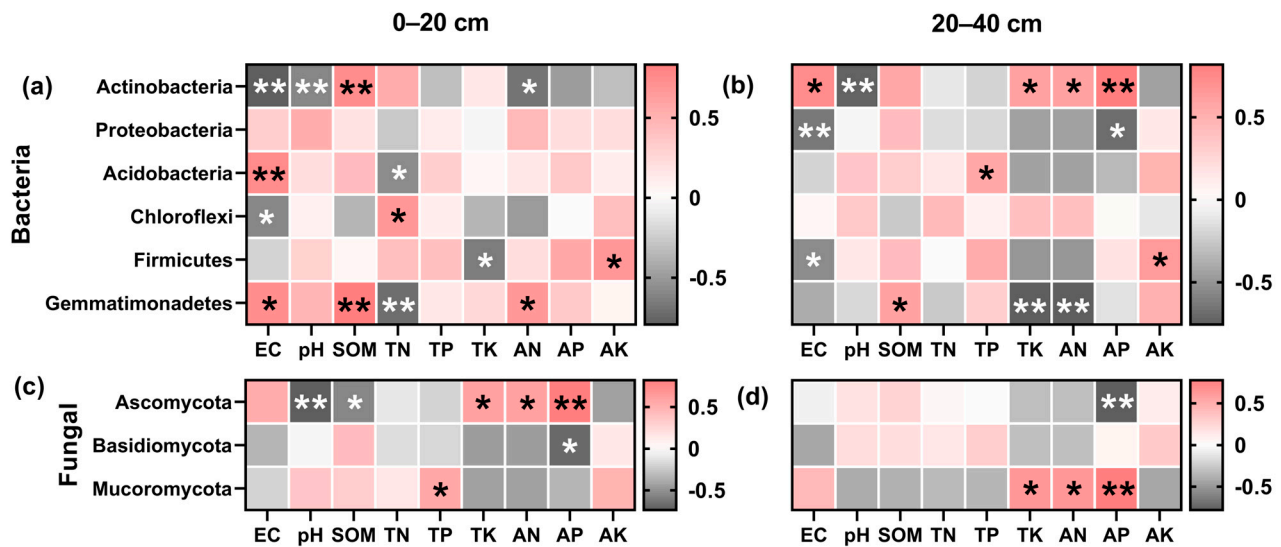 0–20 cm
20–40 cm
(a)
(b)
Bacteria
Actinobacteria
** ** ** *
* ** * * **
Proteobacteria
** *
Acidobacteria
** *
*
Chloroflexi
* *
Firmicutes
* *
* *
Gemmatimonadetes
* ** ** *
* ** **
0.5
0
-0.5
0.5
0
-0.5
EC pH SOM TN TP TK AN AP AK
EC pH SOM TN TP TK AN AP AK
(c)
(d)
Fungal
Ascomycota
** * * * **
**
Basidiomycota
*
Mucoromycota
*
* * **
0.5
0
-0.5
0.5
0
-0.5
EC pH SOM TN TP TK AN AP AK
EC pH SOM TN TP TK AN AP AK